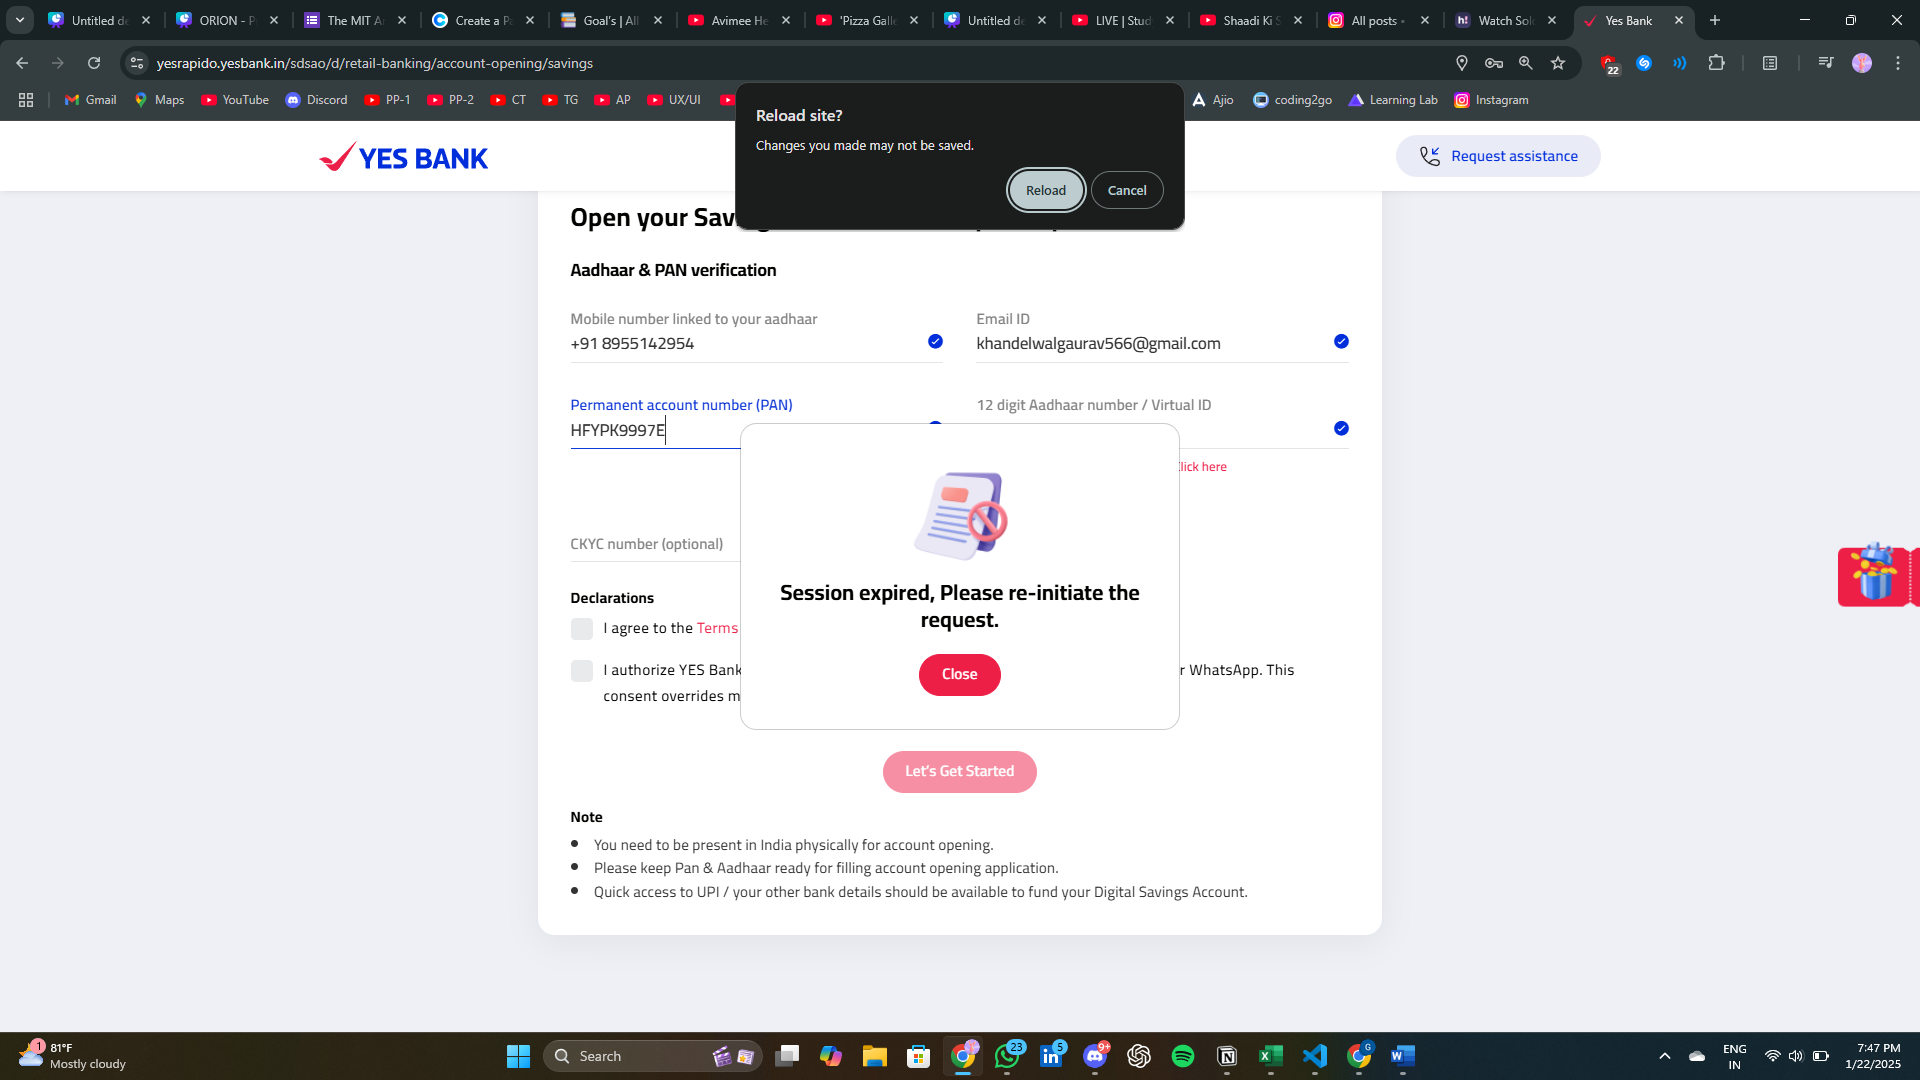 Untitled de
ORION - P
The MIT A
Create a Pa
Goal's | All
Avimee He
'Pizza Galle
Untitled de
LIVE | Stud
Shaadi Ki S
All posts •
Watch Solo
Yes Bank
yesrapido.yesbank.in/sdsao/d/retail-banking/account-opening/savings
22
Gmail
Maps
YouTube
Discord
PP-1
PP-2
CT
TG
AP
UX/UI
Ajio
coding2go
Learning Lab
Instagram
Reload site?
Changes you made may not be saved.
Reload
Cancel
YES BANK
Request assistance
Open your Sav
Aadhaar & PAN verification
Mobile number linked to your aadhaar
+91 8955142954
Email ID
khandelwalgaurav566@gmail.com
Permanent account number (PAN)
HFYPK9997E
12 digit Aadhaar number / Virtual ID
Click here
CKYC number (optional)
Session expired, Please re-initiate the
request.
Close
Declarations
I agree to the Terms
I authorize YES Bank
r WhatsApp. This
consent overrides m
Let's Get Started
Note
You need to be present in India physically for account opening.
Please keep Pan & Aadhaar ready for filling account opening application.
Quick access to UPI / your other bank details should be available to fund your Digital Savings Account.
1
81°F
Mostly cloudy
Search
23
5
9+
G
ENG
IN
7:47 PM
1/22/2025